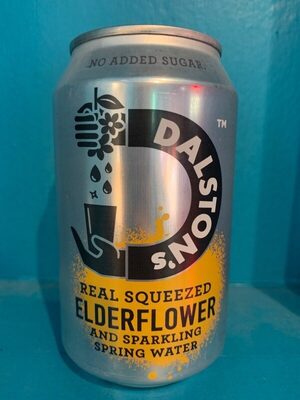 NO ADDED SUGAR.
DALSTON's
™
REAL SQUEEZED
ELDERFLOWER
AND SPARKLING
SPRING WATER